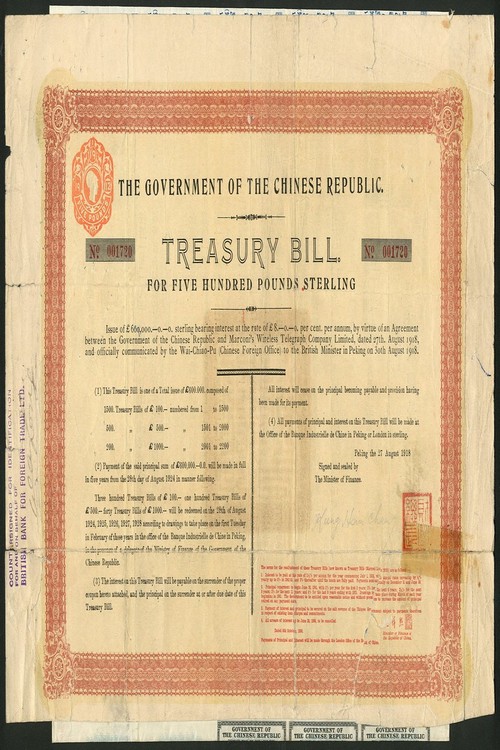 THE GOVERNMENT OF THE CHINESE REPUBLIC.
Nº 001720
TREASURY BILL.
Nº 001720
FOR FIVE HUNDRED POUNDS STERLING
Issue of £ 600,000.—0.—0. sterling bearing interest at the rate of £ 8.—0.—0. per cent. per annum, by virtue of an Agreement
between the Government of the Chinese Republic and Marconi's Wireless Telegraph Company Limited, dated 27th. August 1918,
and officially communicated by the Wai-Chiao-Pu (Chinese Foreign Office) to the British Minister in Peking on 30th August 1918.
(1) This Treasury Bill is one of a Total issue of £600,000. composed of
1500. Treasury Bills of £ 100.— numbered from 1 to 1500
500. „ £ 500.— „ 1501 to 2000
200. „ £ 1000.— „ 2001 to 2200
(2) Payment of the said principal sum of £600,000.—0.0. will be made in full
in five years from the 28th day of August 1924 in manner following.
Three hundred Treasury Bills of £ 100.— one hundred Treasury Bills of
£ 500.— forty Treasury Bills of £ 1000.— will be redeemed on the 28th of August
1924, 1925, 1926, 1927, 1928 according to drawings to take place on the first Tuesday
in February of those years in the office of the Banque Industrielle de Chine in Peking,
in the presence of a delegate of the Minister of Finance of the Government of the
Chinese Republic.
(3) The interest on this Treasury Bill will be payable on the surrender of the proper
coupon hereto attached, and the principal on the surrender at or after due date of this
Treasury Bill.
All interest will cease on the principal becoming payable and provision having
been made for its payment.
(4) All payments of principal and interest on this Treasury Bill will be made at
the Office of the Banque Industrielle de Chine in Peking or London in sterling.
Peking the 27 August 1918
Signed and sealed by
The Minister of Finance.
COUNTERSIGNED FOR IDENTIFICATION
FOR AND ON BEHALF OF
BRITISH BANK FOR FOREIGN TRADE LTD.
GOVERNMENT OF
THE CHINESE REPUBLIC
GOVERNMENT OF
THE CHINESE REPUBLIC
GOVERNMENT OF
THE CHINESE REPUBLIC